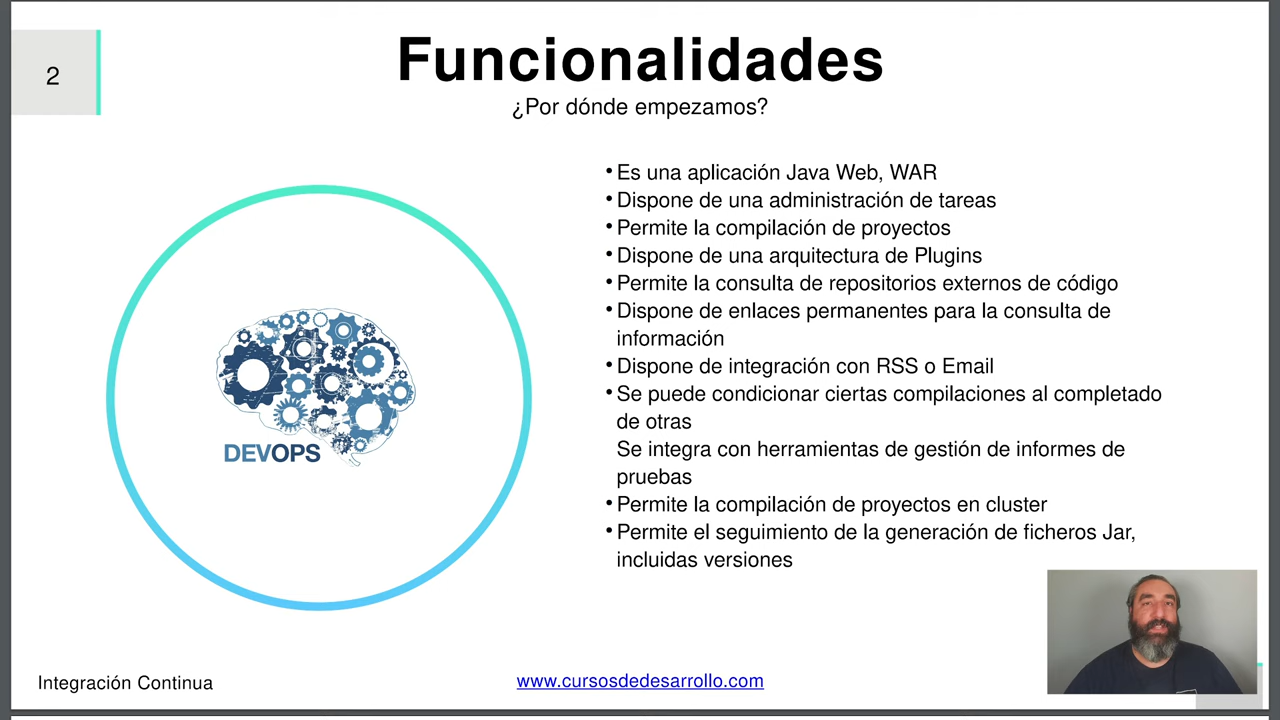 2
Funcionalidades
¿Por dónde empezamos?
• Es una aplicación Java Web, WAR
• Dispone de una administración de tareas
• Permite la compilación de proyectos
• Dispone de una arquitectura de Plugins
• Permite la consulta de repositorios externos de código
• Dispone de enlaces permanentes para la consulta de
información
• Dispone de integración con RSS o Email
• Se puede condicionar ciertas compilaciones al completado
de otras
Se integra con herramientas de gestión de informes de
pruebas
• Permite la compilación de proyectos en cluster
• Permite el seguimiento de la generación de ficheros Jar,
incluidas versiones
DEVOPS
Integración Continua
www.cursosdedesarrollo.com